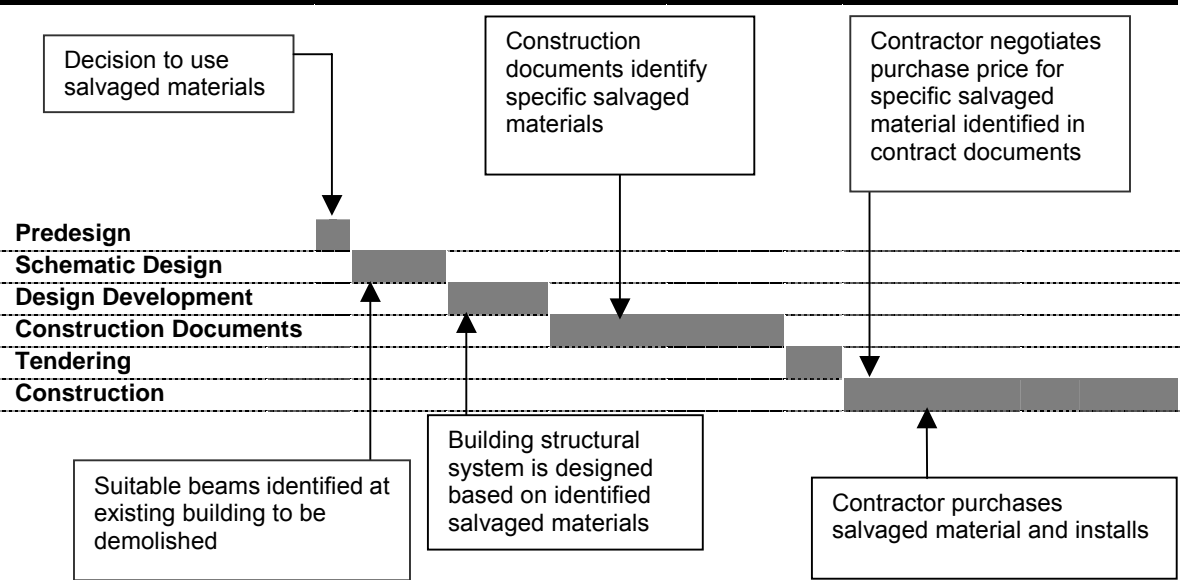 Decision to use
salvaged materials
Construction
documents identify
specific salvaged
materials
Contractor negotiates
purchase price for
specific salvaged
material identified in
contract documents
Predesign
Schematic Design
Design Development
Construction Documents
Tendering
Construction
Suitable beams identified at
existing building to be
demolished
Building structural
system is designed
based on identified
salvaged materials
Contractor purchases
salvaged material and installs